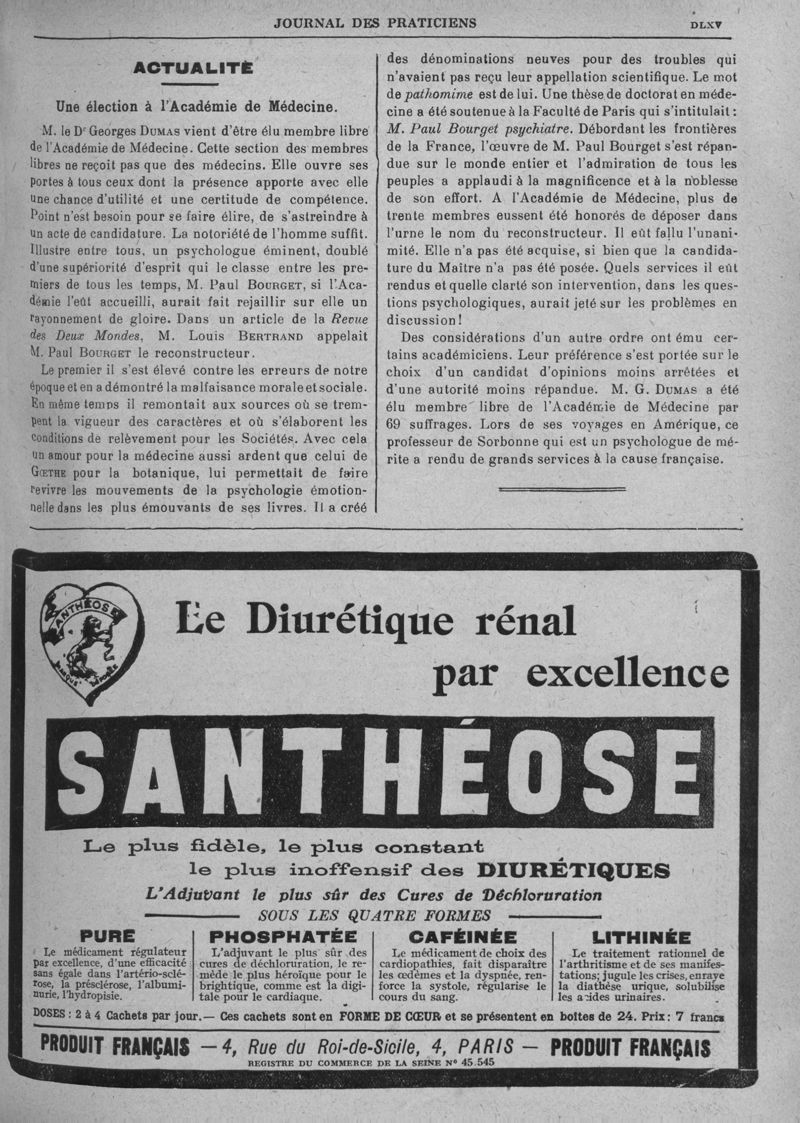 JOURNAL DES PRATICIENS
DLXV
ACTUALITÉ
Une élection à l'Académie de Médecine.
M. le Dr Georges DUMAS vient d'être élu membre libre
de l'Académie de Médecine. Cette section des membres
libres ne reçoit pas que des médecins. Elle ouvre ses
portes à tous ceux dont la présence apporte avec elle
une chance d'utilité et une certitude de compétence.
Point n'est besoin pour se faire élire, de s'astreindre à
un acte de candidature. La notoriété de l'homme suffit.
Illustre entre tous, un psychologue éminent, doublé
d'une supériorité d'esprit qui le classe entre les pre-
miers de tous les temps, M. Paul BOURGET, si l'Aca-
démie l'eût accueilli, aurait fait rejaillir sur elle un
rayonnement de gloire. Dans un article de la Revue
des Deux Mondes, M. Louis BERTRAND appelait
M. Paul BOURGET le reconstructeur.
Le premier il s'est élevé contre les erreurs de notre
époque et en a démontré la malfaisance morale et sociale.
En même temps il remontait aux sources où se trem-
pent la vigueur des caractères et où s'élaborent les
conditions de relèvement pour les Sociétés. Avec cela
un amour pour la médecine aussi ardent que celui de
GŒTHE pour la botanique, lui permettait de faire
revivre les mouvements de la psychologie émotion-
nelle dans les plus émouvants de ses livres. Il a créé
des dénominations neuves pour des troubles qui
n'avaient pas reçu leur appellation scientifique. Le mot
de pathomime est de lui. Une thèse de doctorat en méde-
cine a été soutenue à la Faculté de Paris qui s'intitulait :
M. Paul Bourget psychiatre. Débordant les frontières
de la France, l'œuvre de M. Paul Bourget s'est répan-
due sur le monde entier et l'admiration de tous les
peuples a applaudi à la magnificence et à la noblesse
de son effort. A l'Académie de Médecine, plus de
trente membres eussent été honorés de déposer dans
l'urne le nom du reconstructeur. Il eût fallu l'unani-
mité. Elle n'a pas été acquise, si bien que la candida-
ture du Maître n'a pas été posée. Quels services il eût
rendus et quelle clarté son intervention, dans les ques-
tions psychologiques, aurait jeté sur les problèmes en
discussion!
Des considérations d'un autre ordre ont ému cer-
tains académiciens. Leur préférence s'est portée sur le
choix d'un candidat d'opinions moins arrêtées et
d'une autorité moins répandue. M. G. DUMAS a été
élu membre libre de l'Académie de Médecine par
69 suffrages. Lors de ses voyages en Amérique, ce
professeur de Sorbonne qui est un psychologue de mé-
rite a rendu de grands services à la cause française.
SANTHÉOSE
MARQUE DÉPOSÉE
Le Diurétique rénal
par excellence
SANTHÉOSE
Le plus fidèle, le plus constant
le plus inoffensif des DIURÉTIQUES
L'Adjuvant le plus sûr des Cures de Déchloruration
SOUS LES QUATRE FORMES
PURE
Le médicament régulateur
par excellence, d'une efficacité
sans égale dans l'artério-sclé-
rose, la présclérose, l'albumi-
nurie, l'hydropisie.
PHOSPHATÉE
L'adjuvant le plus sûr des
cures de déchloruration, le re-
mède le plus héroïque pour le
brightique, comme est la digi-
tale pour le cardiaque.
CAFÉINÉE
Le médicament de choix des
cardiopathies, fait disparaître
les œdèmes et la dyspnée, ren-
force la systole, régularise le
cours du sang.
LITHINÉE
Le traitement rationnel de
l'arthritisme et de ses manifes-
tations; jugule les crises, enraye
la diathèse urique, solubilise
les acides urinaires.
DOSES : 2 à 4 Cachets par jour. — Ces cachets sont en FORME DE CŒUR et se présentent en boîtes de 24. Prix : 7 francs
PRODUIT FRANÇAIS — 4, Rue du Roi-de-Sicile, 4, PARIS — PRODUIT FRANÇAIS
REGISTRE DU COMMERCE DE LA SEINE N° 45.545